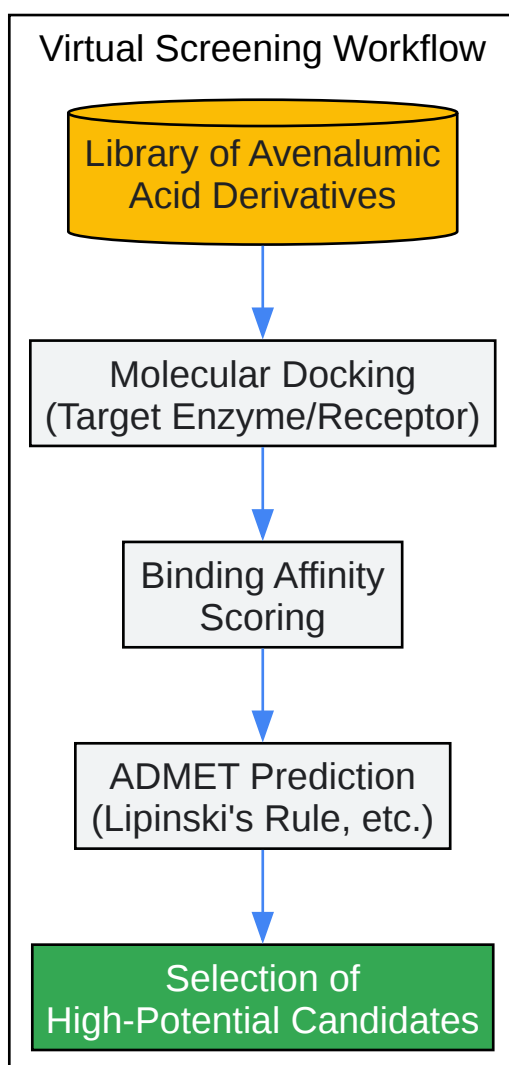 Virtual Screening Workflow
Library of Avenalumic
Acid Derivatives
Molecular Docking
(Target Enzyme/Receptor)
Binding Affinity
Scoring
ADMET Prediction
(Lipinski's Rule, etc.)
Selection of
High-Potential Candidates